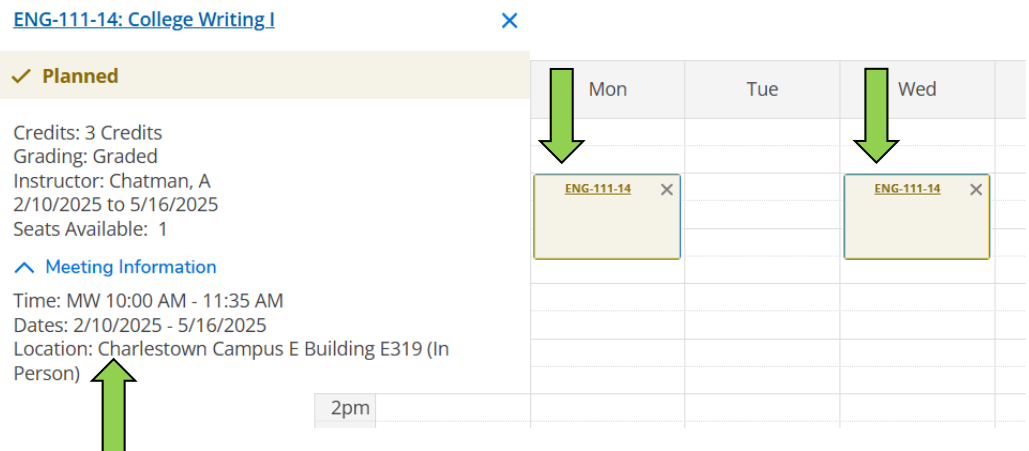 ENG-111-14: College Writing I
Planned
Credits: 3 Credits
Grading: Graded
Instructor: Chatman, A
2/10/2025 to 5/16/2025
Seats Available: 1
Meeting Information
Time: MW 10:00 AM - 11:35 AM
Dates: 2/10/2025 - 5/16/2025
Location: Charlestown Campus E Building E319 (In
Person)
2pm
Mon
Tue
Wed
ENG-111-14
ENG-111-14